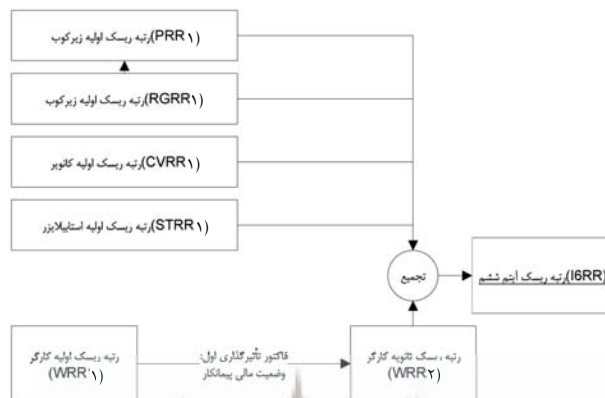 رتبه ریسک اولیه زیرکوب(PRR۱)
رتبه ریسک اولیه زیرکوب(RGRR۱)
رتبه ریسک اولیه کانویر(CVRR۱)
رتبه ریسک اولیه استابیلایزر(STRR۱)
تجمیع
رتبه ریسک آیتم ششم(I6RR)
رتبه ریسک اولیه کارگر
(WRR۱)
فاکتور تأثیرگذاری اول:
وضعیت مالی پیمانکار
رتبه ریسک ثانویه کارگر
(WRR۲)